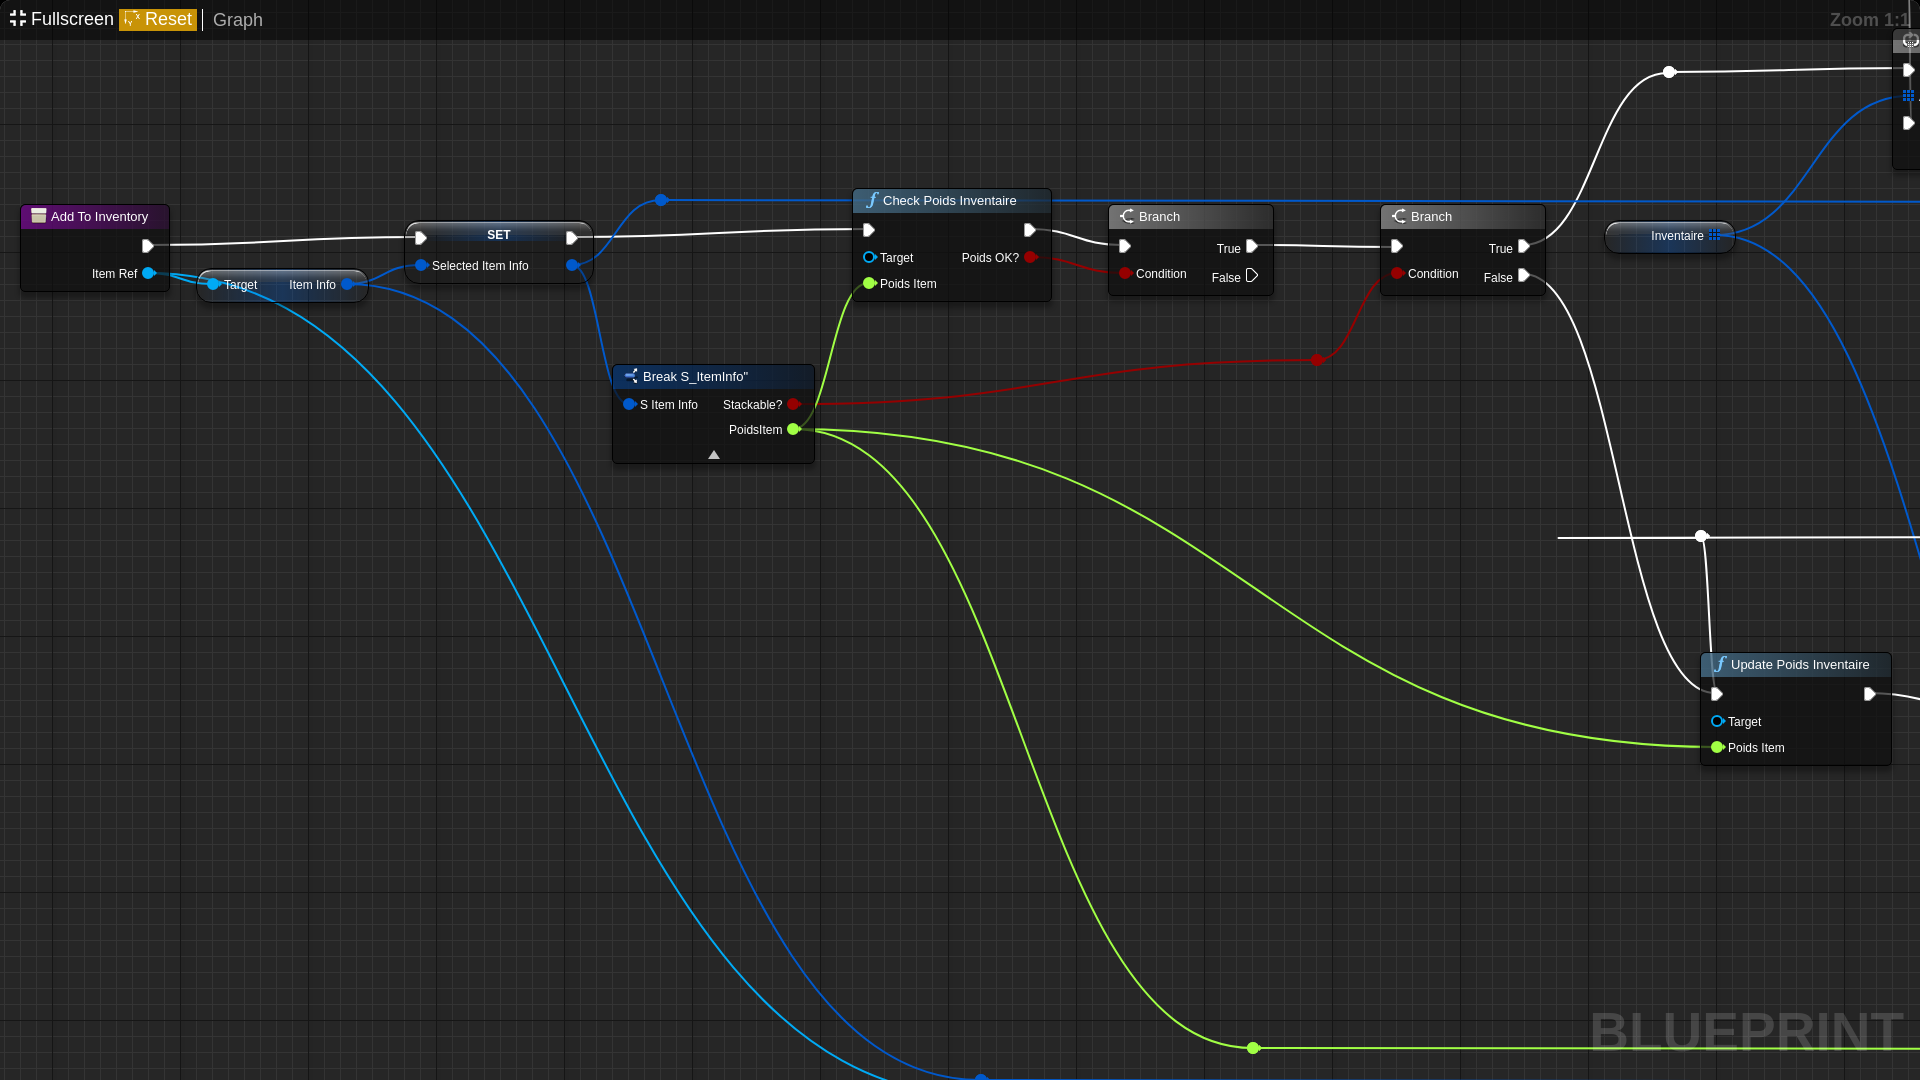 Fullscreen Reset Graph
Zoom 1:1
Add To Inventory
Item Ref
Target Item Info
SET
Selected Item Info
Break S_ItemInfo"
S Item Info Stackable?
PoidsItem
Check Poids Inventaire
Target Poids OK?
Poids Item
Branch
True
Condition
False
Branch
True
Condition
False
Inventaire
Update Poids Inventaire
Target
Poids Item
BLUEPRINT